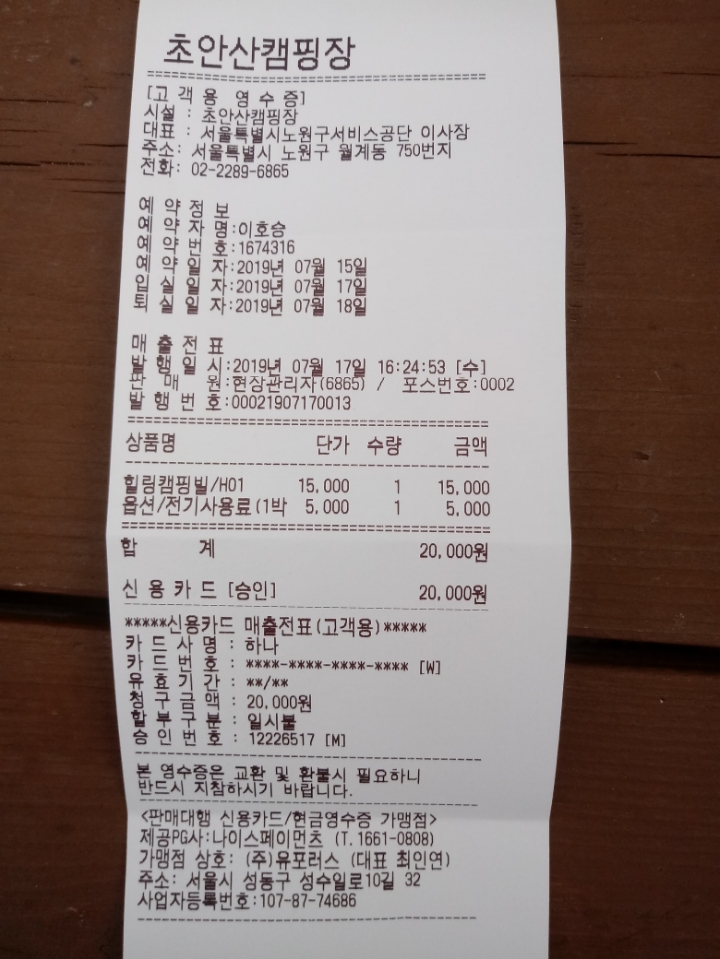 초안산캠핑장
[고 객 용 영 수 증]
시설 : 초안산캠핑장
대표 : 서울특별시노원구서비스공단 이사장
주소: 서울특별시 노원구 월계동 750번지
전화: 02-2289-6865
예 약 정 보
예 약 자 명:이호승
예 약 번 호:1674316
예 약 일 자:2019년 07월 15일
입 실 일 자:2019년 07월 17일
퇴 실 일 자:2019년 07월 18일
매 출 전 표
발 행 일 시:2019년 07월 17일 16:24:53 [수]
판 매 원:현장관리자(6865) / 포스번호:0002
발 행 번 호:00021907170013
상품명 단가 수량 금액
힐링캠핑빌/H01 15,000 1 15,000
옵션/전기사용료(1박 5,000 1 5,000
합 계 20,000원
신 용 카 드 [승인] 20,000원
*****신용카드 매출전표(고객용)*****
카 드 사 명 : 하나
카 드 번 호 : ****-****-****-**** [W]
유 효 기 간 : **/**
청 구 금 액 : 20,000원
할 부 구 분 : 일시불
승 인 번 호 : 12226517 [M]
본 영수증은 교환 및 환불시 필요하니
반드시 지참하시기 바랍니다.
<판매대행 신용카드/현금영수증 가맹점>
제공PG사:나이스페이먼츠 (T.1661-0808)
가맹점 상호: (주)유포러스 (대표 최인연)
주소: 서울시 성동구 성수일로10길 32
사업자등록번호:107-87-74686